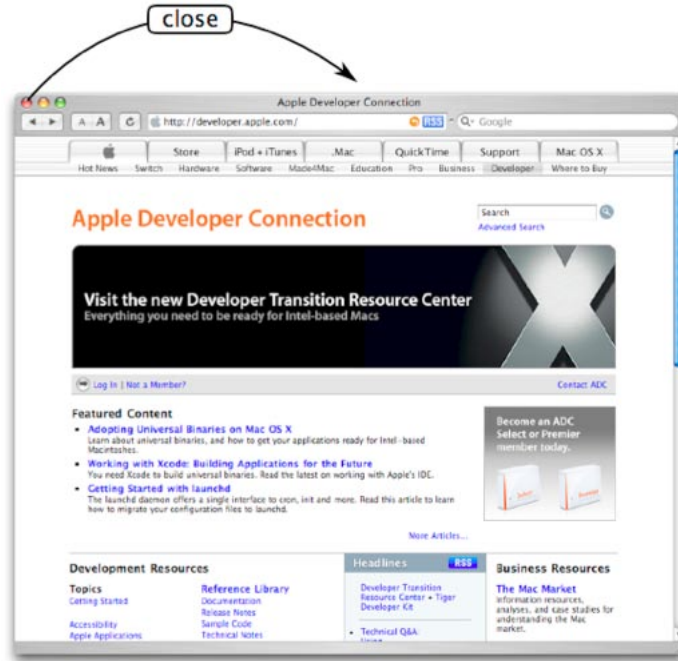 close
Apple Developer Connection
A A C http://developer.apple.com/ RSS Google
Store iPod + iTunes .Mac QuickTime Support Mac OS X
Hot News Switch Hardware Software Made4Mac Education Pro Business Developer Where to Buy
Apple Developer Connection
Search
Advanced Search
Visit the new Developer Transition Resource Center
Everything you need to be ready for Intel-based Macs
Log In | Not a Member? Contact ADC
Featured Content
• Adopting Universal Binaries on Mac OS X
Learn about universal binaries, and how to get your applications ready for Intel-based
Macintoshes.
• Working with Xcode: Building Applications for the Future
You need Xcode to build universal binaries. Read the latest on working with Apple's IDC.
• Getting Started with launchd
The launchd daemon offers a single interface to cron, init and more. Read this article to learn
how to migrate your configuration files to launchd.
More Articles...
Become an ADC
Select or Premier
member today.
Development Resources
Topics
Getting Started
Accessibility
Apple Applications
Reference Library
Documentation
Release Notes
Sample Code
Technical Notes
Headlines RSS
Developer Transition
Resource Center + Tiger
Developer Kit
• Technical Q&A:
Business Resources
The Mac Market
Information resources,
analyses, and case studies for
understanding the Mac
market.